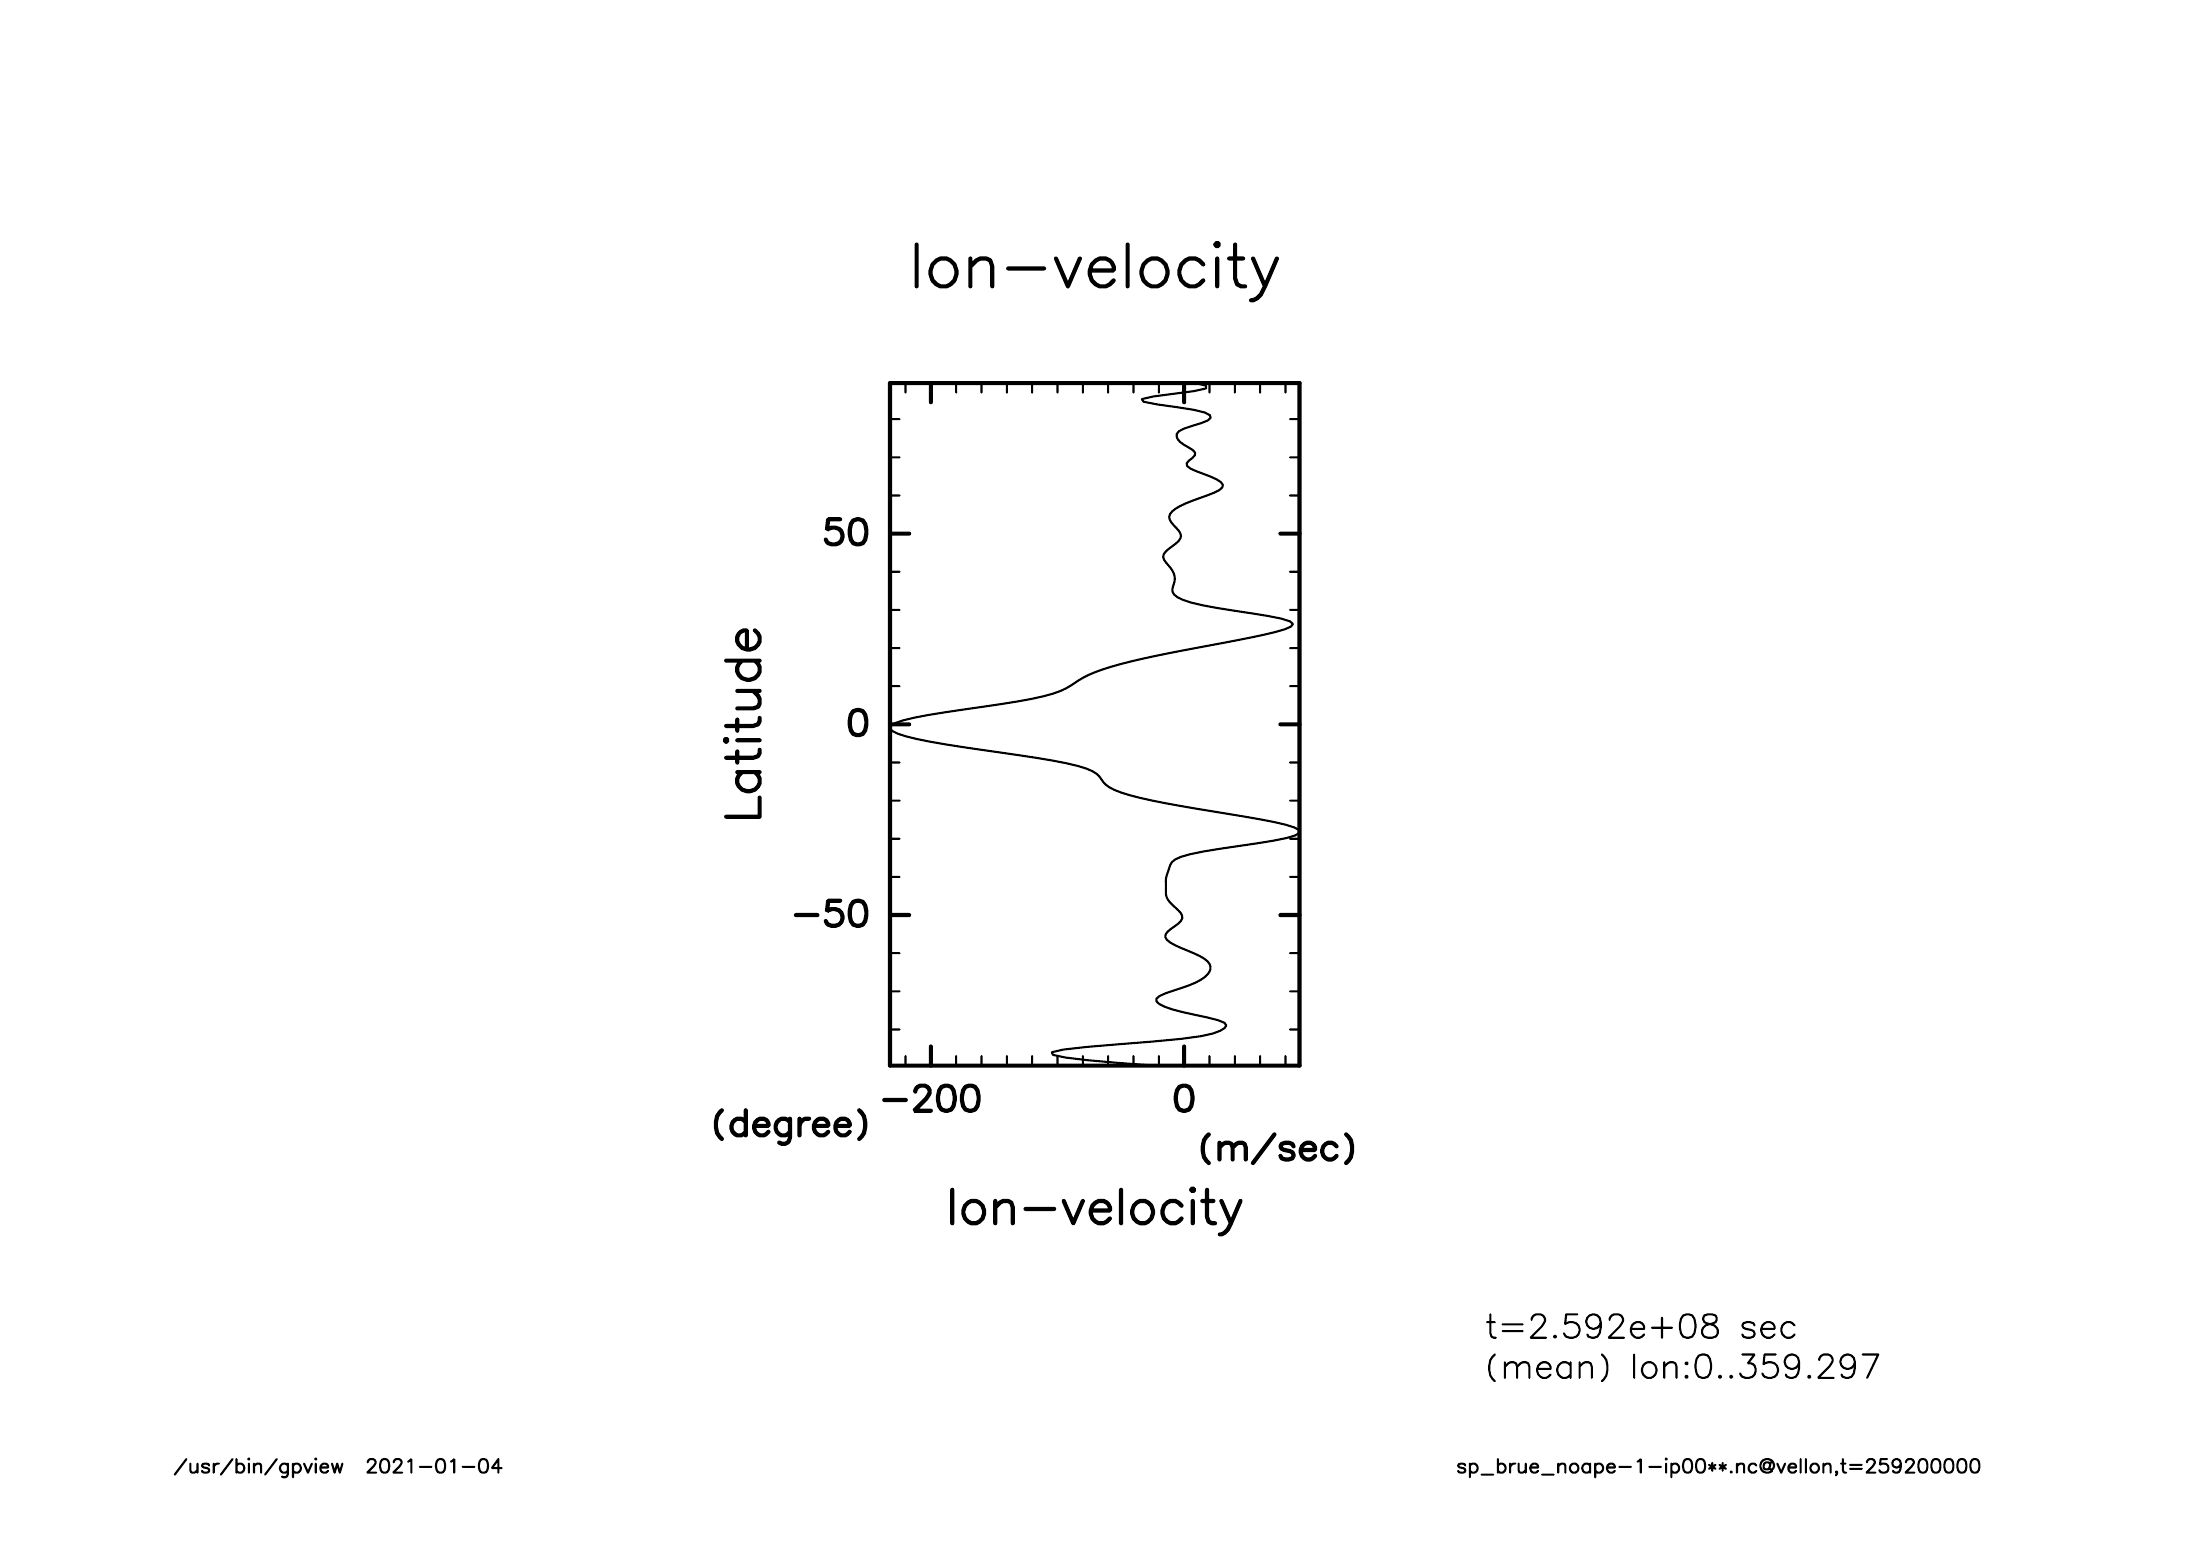 lon-velocity
50
0
-50
Latitude
-200
0
(degree)
(m/sec)
lon-velocity
t=2.592e+08 sec
(mean) lon:0..359.297
/usr/bin/gpview 2021-01-04
sp_brue_noape-1-ip00**.nc@vellon,t=259200000